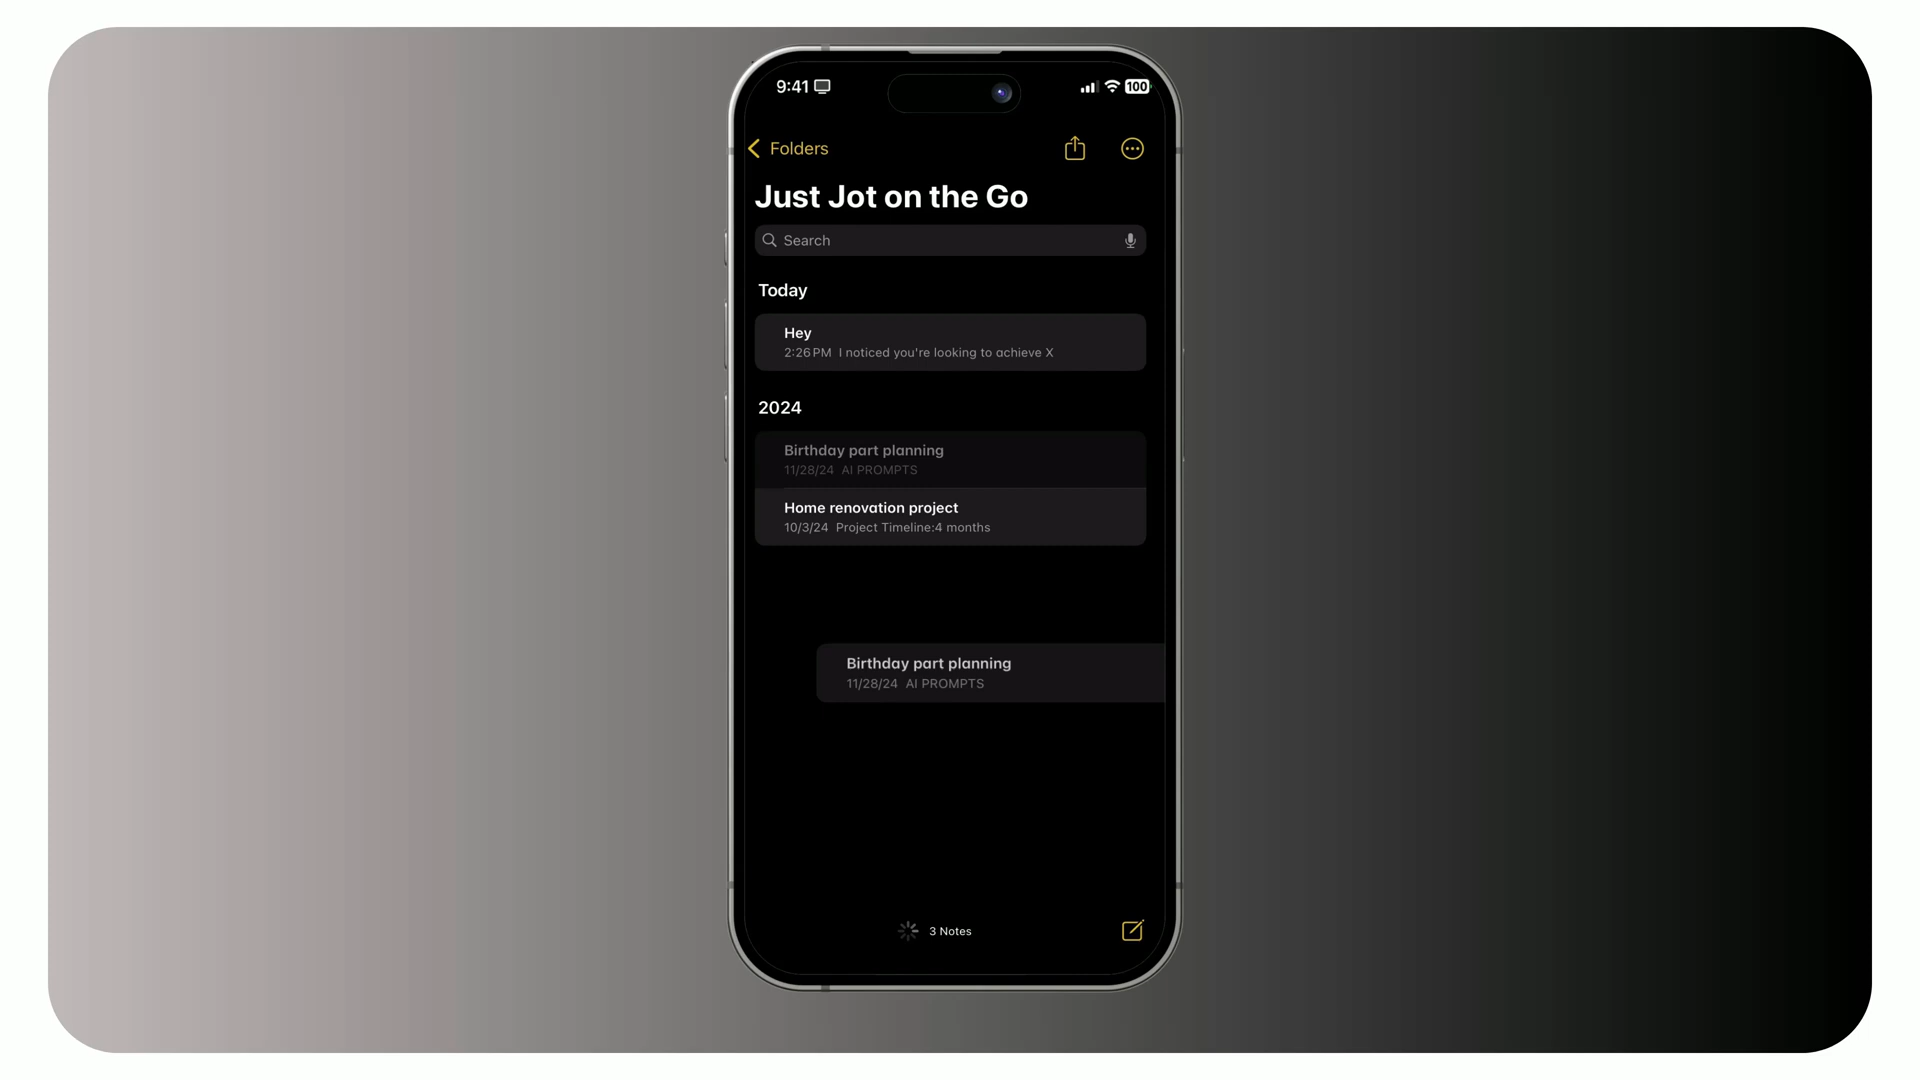 9:41
100
Folders
Just Jot on the Go
Search
Today
Hey
2:26 PM I noticed you're looking to achieve X
2024
Birthday part planning
11/28/24 AI PROMPTS
Home renovation project
10/3/24 Project Timeline:4 months
Birthday part planning
11/28/24 AI PROMPTS
3 Notes